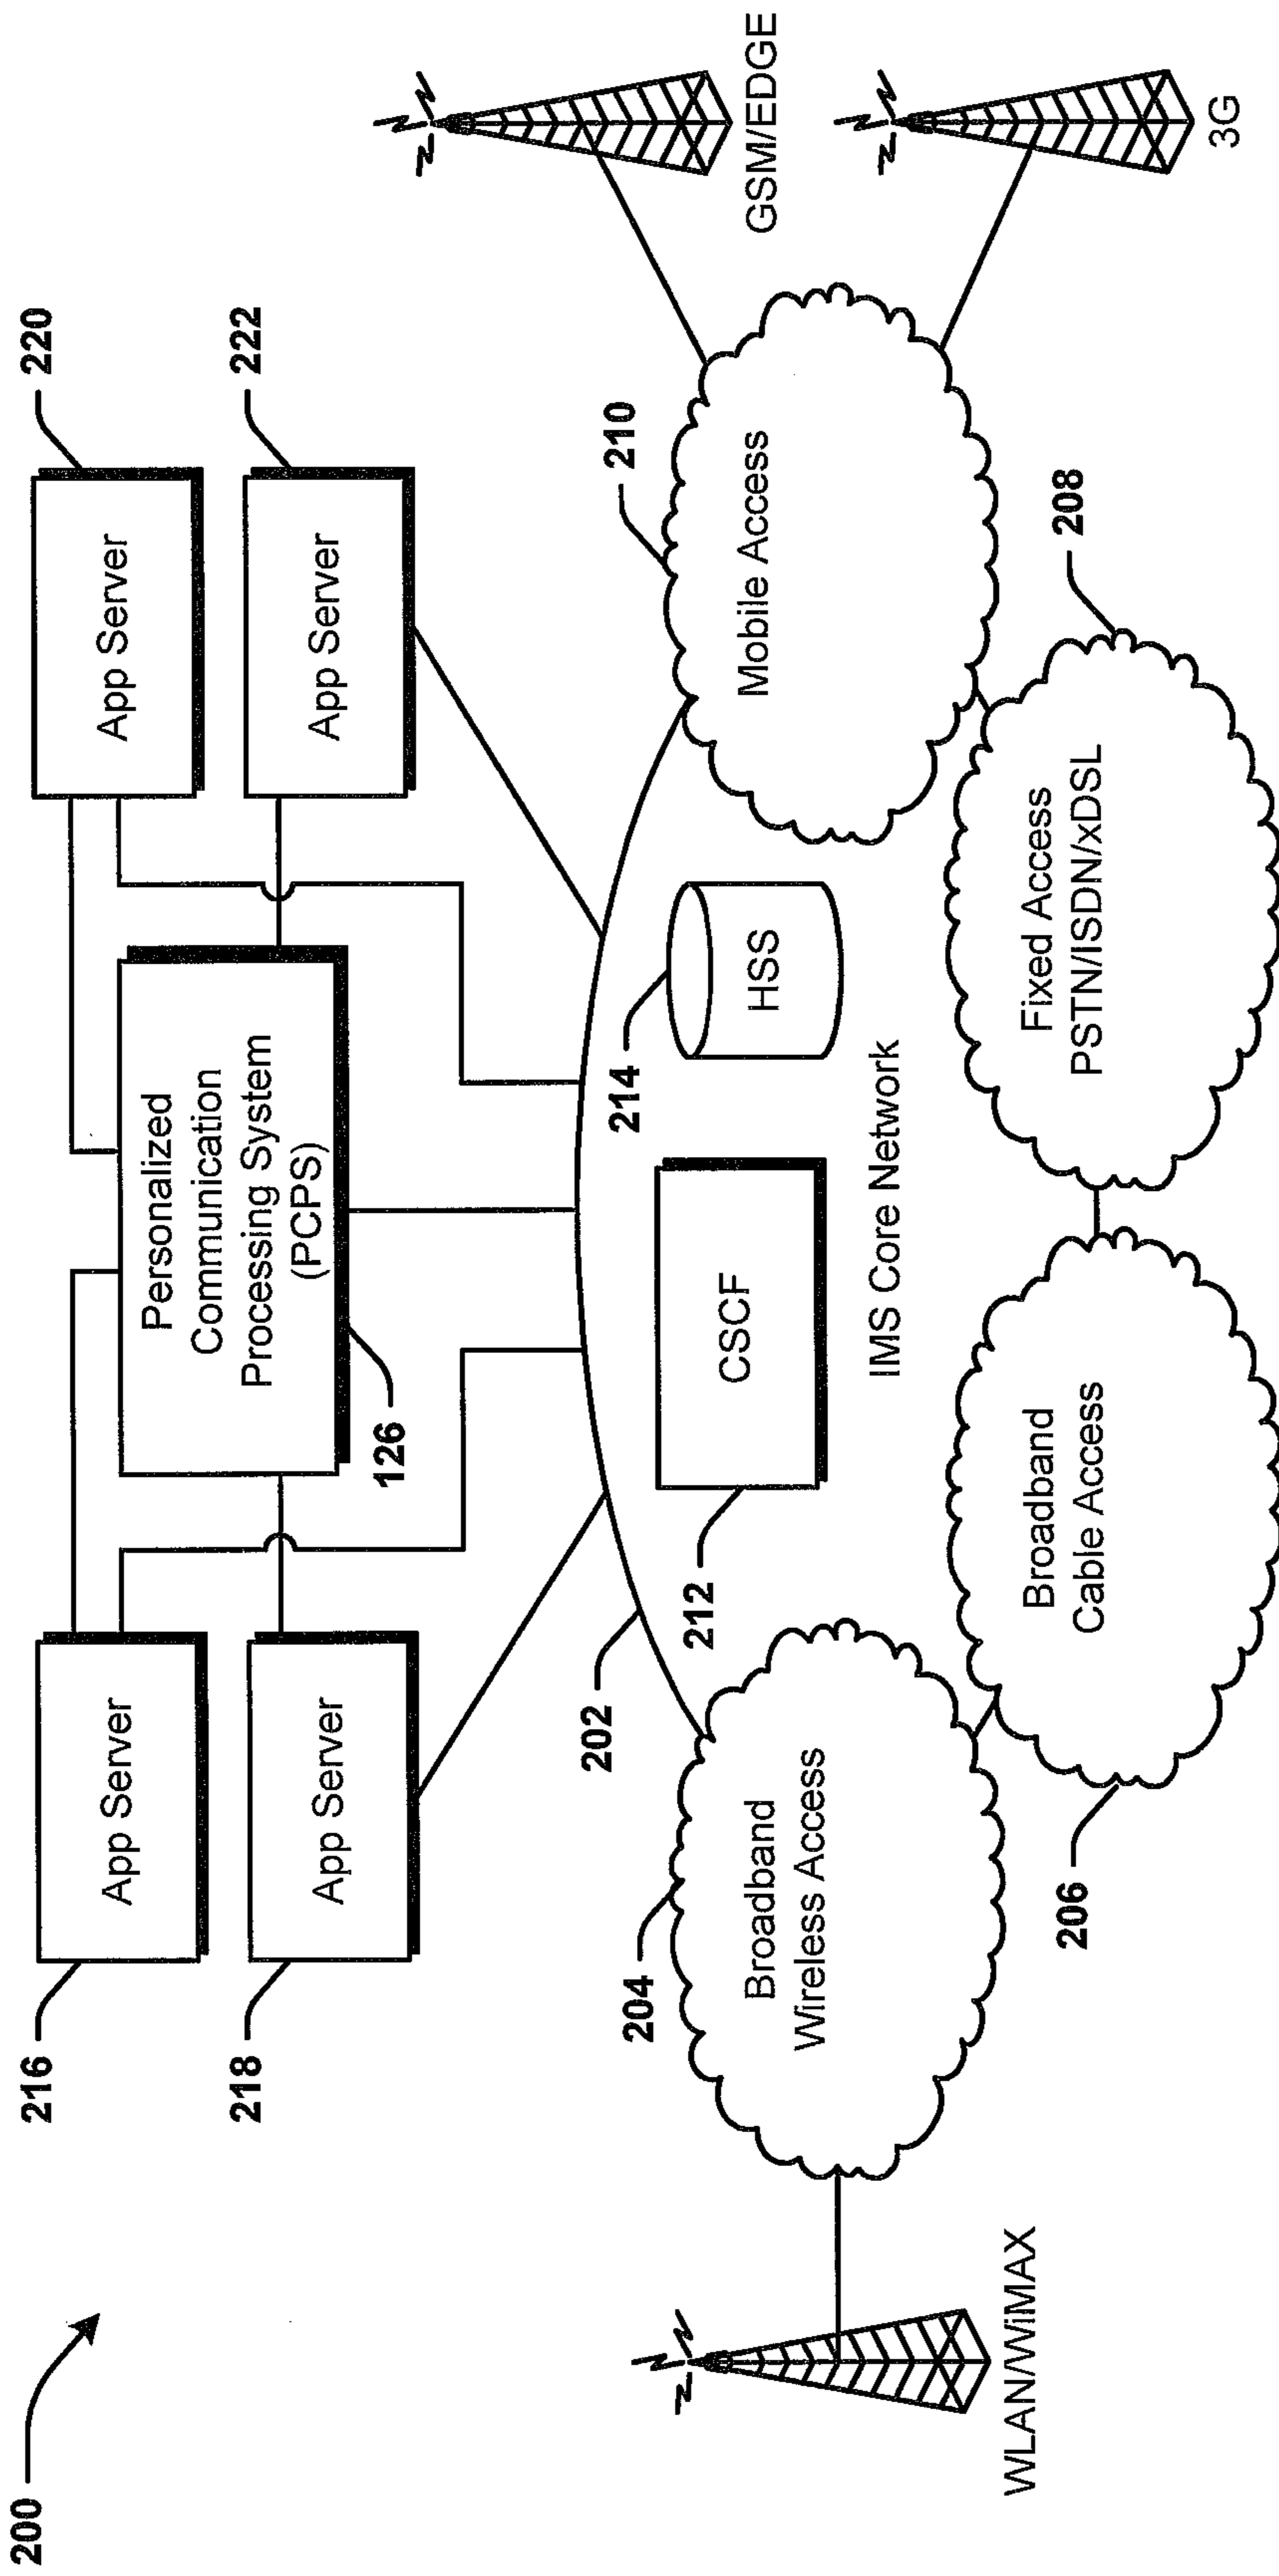 200
216
App Server
218
App Server
Personalized
Communication
Processing System
(PCPS)
126
220
App Server
222
App Server
202
212
CSCF
214
HSS
IMS Core Network
204
Broadband
Wireless Access
206
Broadband
Cable Access
208
Fixed Access
PSTN/ISDN/xDSL
210
Mobile Access
WLAN/WiMAX
GSM/EDGE
3G